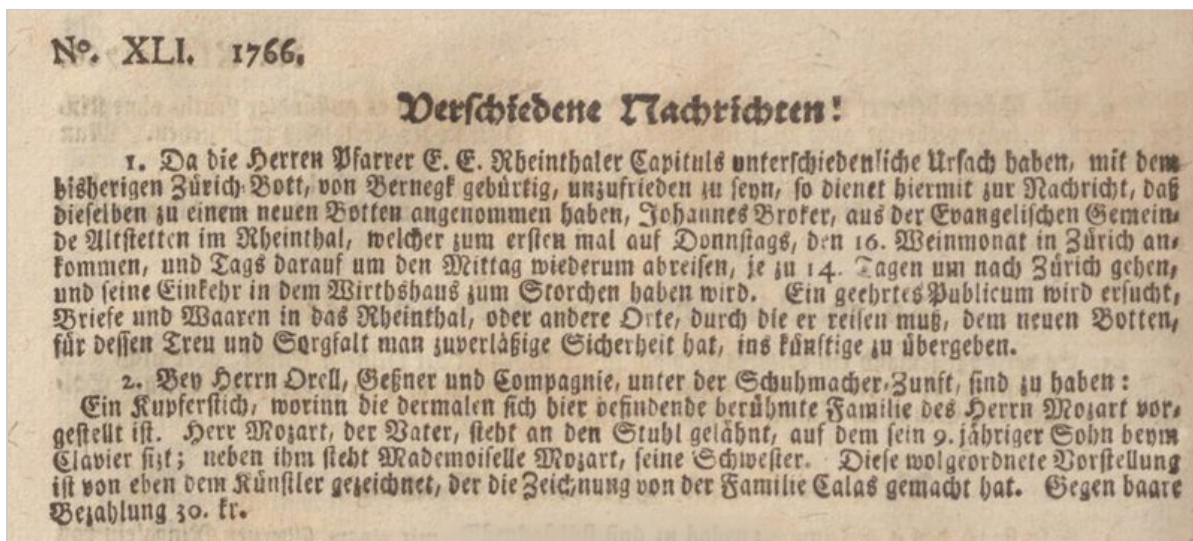 Nº. XLI. 1766.
Verschiedene Nachrichten!
1. Da die Herren Pfarrer E. E. Rheinthaler Capituls unterschiedenliche Ursach haben, mit dem
bisherigen Zürich-Bott, von Bernegk gebürtig, unzufrieden zu seyn, so dienet hiermit zur Nachricht, daß
dieselben zu einem neuen Botten angenommen haben, Johannes Broker, aus der Evangelischen Gemein-
de Altstetten im Rheinthal, welcher zum ersten mal auf Donnstags, den 16. Weinmonat in Zürich an-
kommen, und Tags darauf um den Mittag wiederum abreisen, je zu 14. Tagen um nach Zürich gehen,
und seine Einkehr in dem Wirthshaus zum Storchen haben wird. Ein geehrtes Publicum wird ersucht,
Briefe und Waaren in das Rheinthal, oder andere Orte, durch die er reisen muß, dem neuen Botten,
für dessen Treu und Sorgfalt man zuverläßige Sicherheit hat, ins künftige zu übergeben.
2. Bey Herrn Orell, Geßner und Compagnie, unter der Schuhmacher-Zunft, sind zu haben:
Ein Kupferstich, worinn die dermalen sich hier befindende berühmte Familie des Herrn Mozart vor-
gestellt ist. Herr Mozart, der Vater, steht an den Stuhl gelähnt, auf dem sein 9. jähriger Sohn beym
Clavier sizt; neben ihm steht Mademoiselle Mozart, seine Schwester. Diese wolgeordnete Vorstellung
ist von eben dem Künstler gezeichnet, der die Zeichnung von der Familie Calas gemacht hat. Gegen baare
Bezahlung 30. kr.